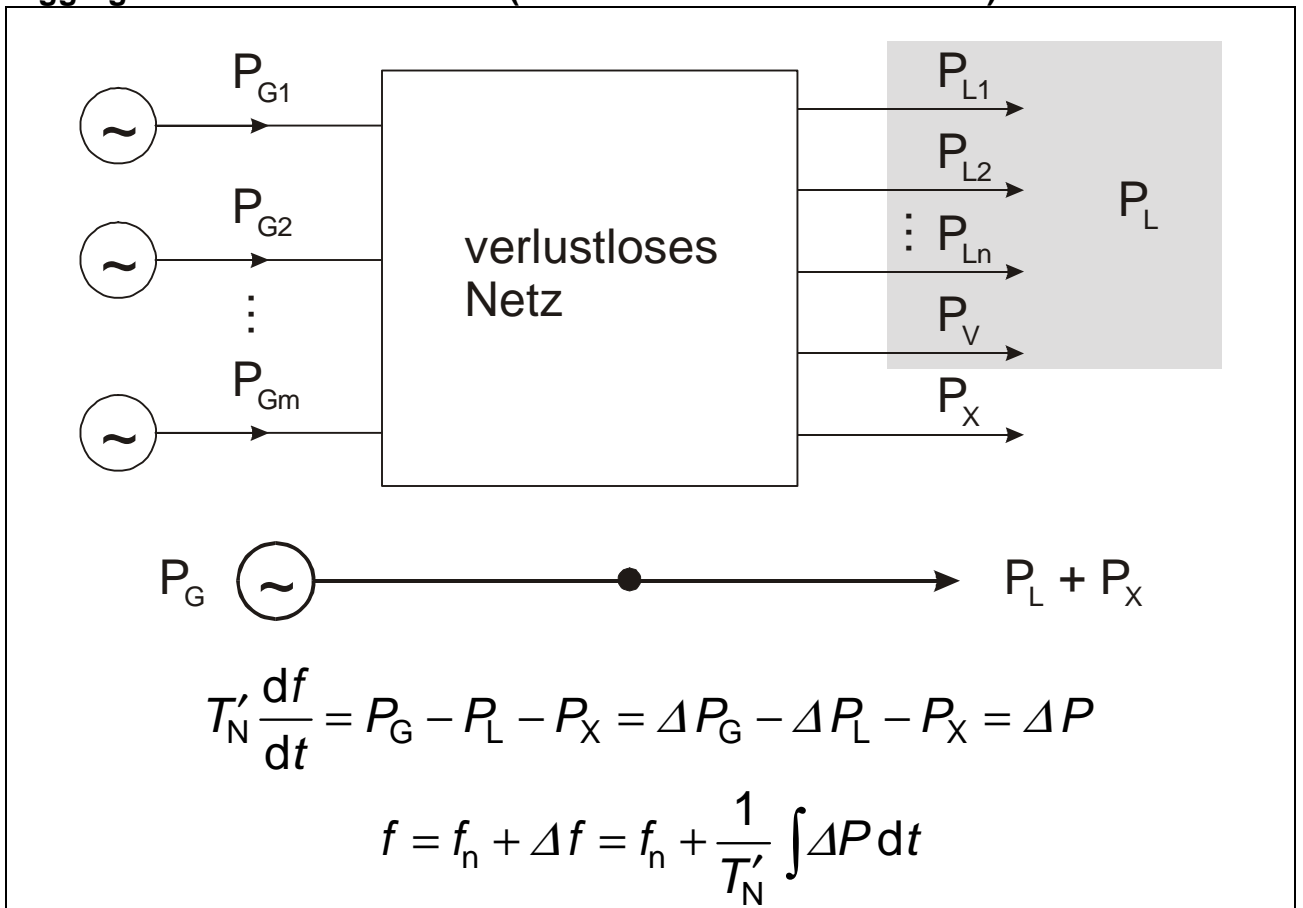 P_G1
P_L1
~
P_L2
P_G2
P_L
~
verlustloses
Netz
⋮ P_Ln
⋮
P_V
P_Gm
P_X
~
P_G ~ P_L + P_X
T′_N df/dt = P_G − P_L − P_X = ΔP_G − ΔP_L − P_X = ΔP
f = f_n + Δf = f_n + 1/T′_N ∫ΔP dt